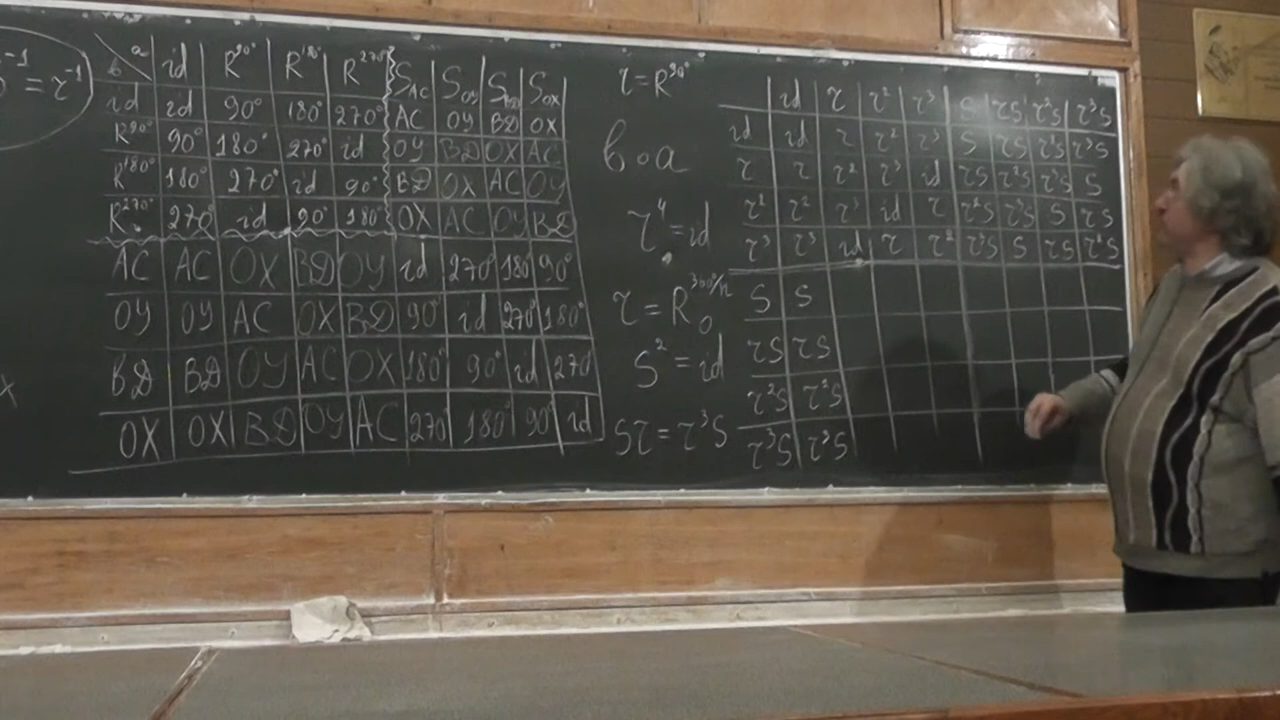 b⁻¹ = τ⁻¹
b \ a | id | R⁹⁰° | R¹⁸⁰° | R²⁷⁰° | S_AC | S_OY | S_BD | S_OX
id | id | 90° | 180° | 270° | AC | OY | BD | OX
R⁹⁰° | 90° | 180° | 270° | id | OY | BD | OX | AC
R¹⁸⁰° | 180° | 270° | id | 90° | BD | OX | AC | OY
R²⁷⁰° | 270° | id | 90° | 180° | OX | AC | OY | BD
AC | AC | OX | BD | OY | id | 270° | 180° | 90°
OY | OY | AC | OX | BD | 90° | id | 270° | 180°
BD | BD | OY | AC | OX | 180° | 90° | id | 270
OX | OX | BD | OY | AC | 270° | 180° | 90° | id
τ = R⁹⁰°
b∘a
τ⁴ = id
τ = R_O³⁶⁰°/ⁿ
S² = id
Sτ = τ³S
id | τ | τ² | τ³ | S | τS | τ²S | τ³S
id | id | τ | τ² | τ³ | S | τS | τ²S | τ³S
τ | τ | τ² | τ³ | id | τS | τ²S | τ³S | S
τ² | τ² | τ³ | id | τ | τ²S | τ³S | S | τS
τ³ | τ³ | id | τ | τ² | τ³S | S | τS | τ²S
S | S
τS | τS
τ²S | τ²S
τ³S | τ³S